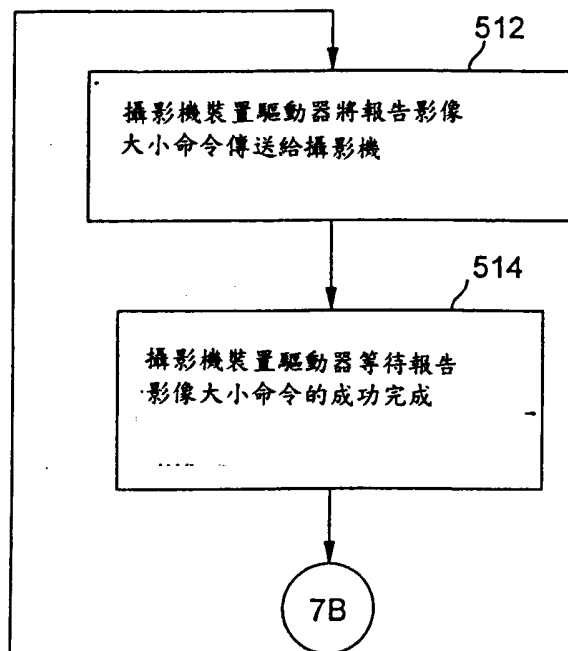 512
攝影機裝置驅動器將報告影像
大小命令傳送給攝影機
514
攝影機裝置驅動器等待報告
影像大小命令的成功完成
7B